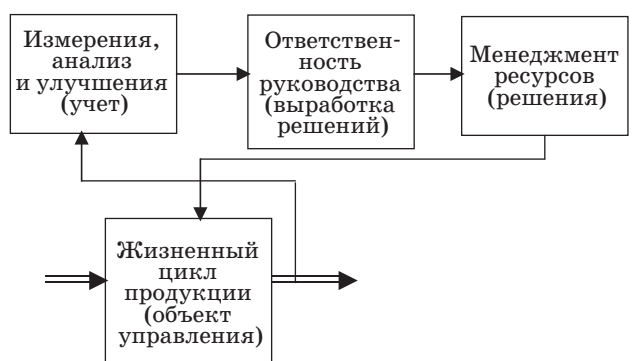 Измерения,
анализ
и улучшения
(учет)
Ответствен-
ность
руководства
(выработка
решений)
Менеджмент
ресурсов
(решения)
Жизненный
цикл
продукции
(объект
управления)